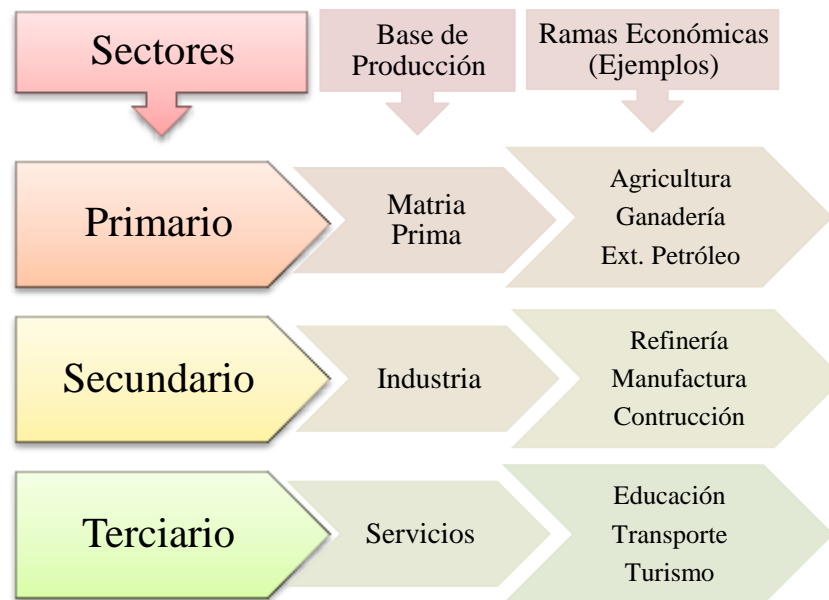 Sectores
Base de
Producción
Ramas Económicas
(Ejemplos)
Primario
Matria
Prima
Agricultura
Ganadería
Ext. Petróleo
Secundario
Industria
Refinería
Manufactura
Contrucción
Terciario
Servicios
Educación
Transporte
Turismo